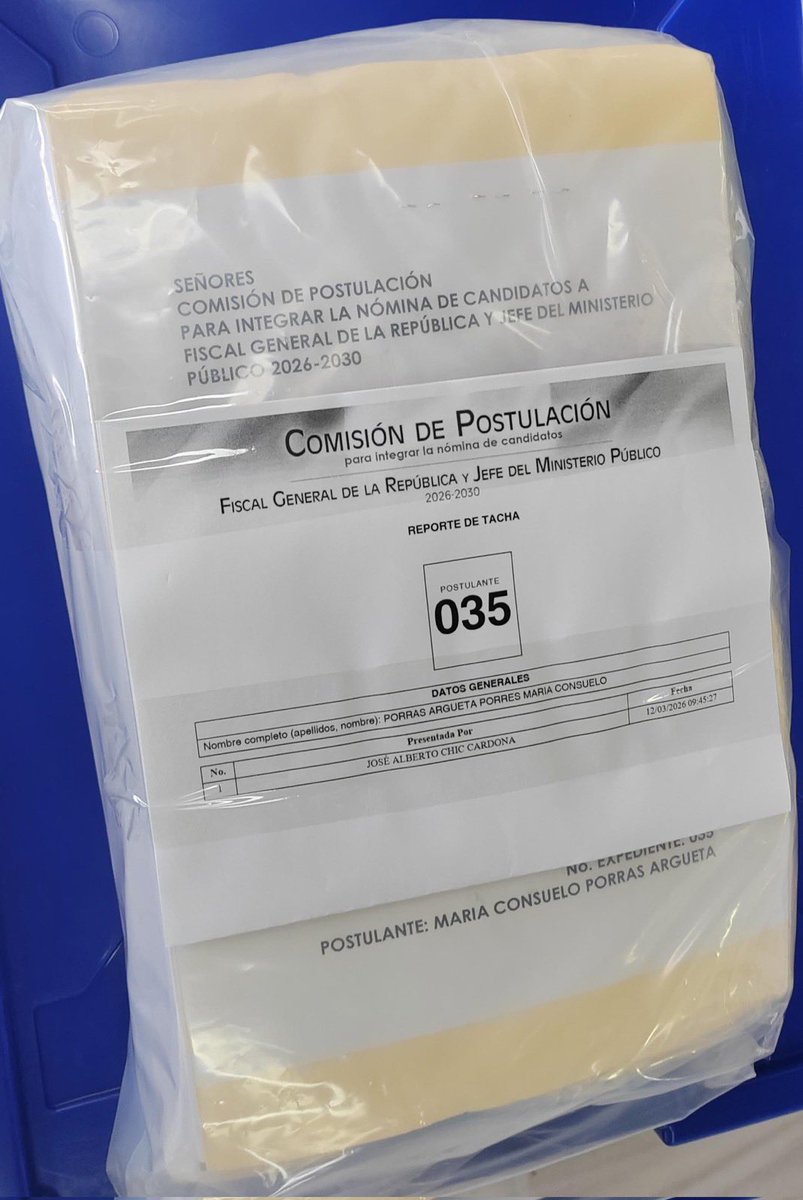 SEÑORES
COMISIÓN DE POSTULACIÓN
PARA INTEGRAR LA NÓMINA DE CANDIDATOS A
FISCAL GENERAL DE LA REPÚBLICA Y JEFE DEL MINISTERIO
PÚBLICO 2026-2030
COMISIÓN DE POSTULACIÓN
para integrar la nómina de candidatos
FISCAL GENERAL DE LA REPÚBLICA Y JEFE DEL MINISTERIO PÚBLICO
2026-2030
REPORTE DE TACHA
POSTULANTE
035
DATOS GENERALES
Nombre completo (apellidos, nombre): PORRAS ARGUETA PORRES MARIA CONSUELO
No. Presentada Por Fecha
1 JOSÉ ALBERTO CHIC CARDONA 12/03/2026 09:45:27
No. EXPEDIENTE: 035
POSTULANTE: MARIA CONSUELO PORRAS ARGUETA